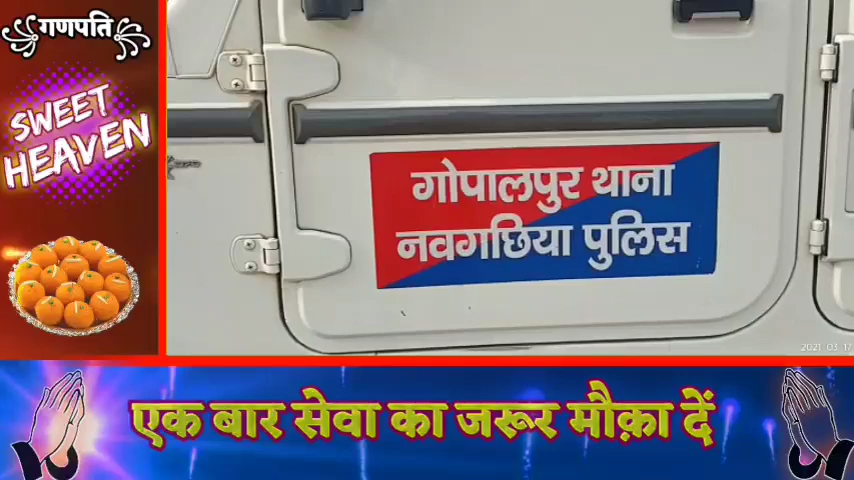 गणपति
SWEET
HEAVEN
गोपालपुर थाना
नवगछिया पुलिस
2021 03 17
एक बार सेवा का जरूर मौक़ा दें